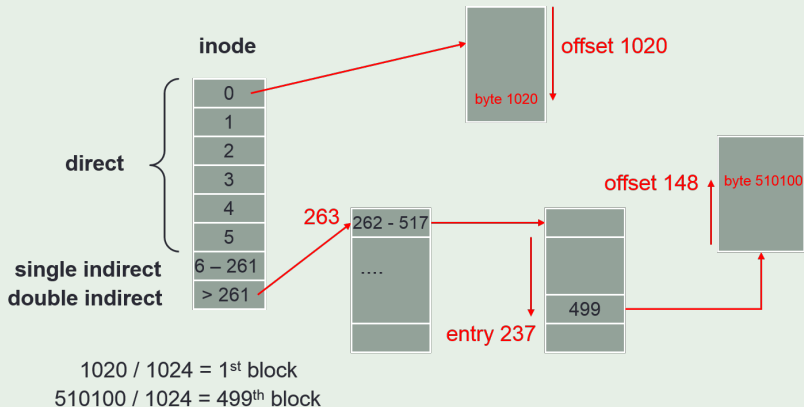 inode
offset 1020
byte 1020
0
1
2
3
4
5
direct
single indirect
6 – 261
double indirect
> 261
263
262 - 517
....
499
entry 237
offset 148
byte 510100
1020 / 1024 = 1st block
510100 / 1024 = 499th block